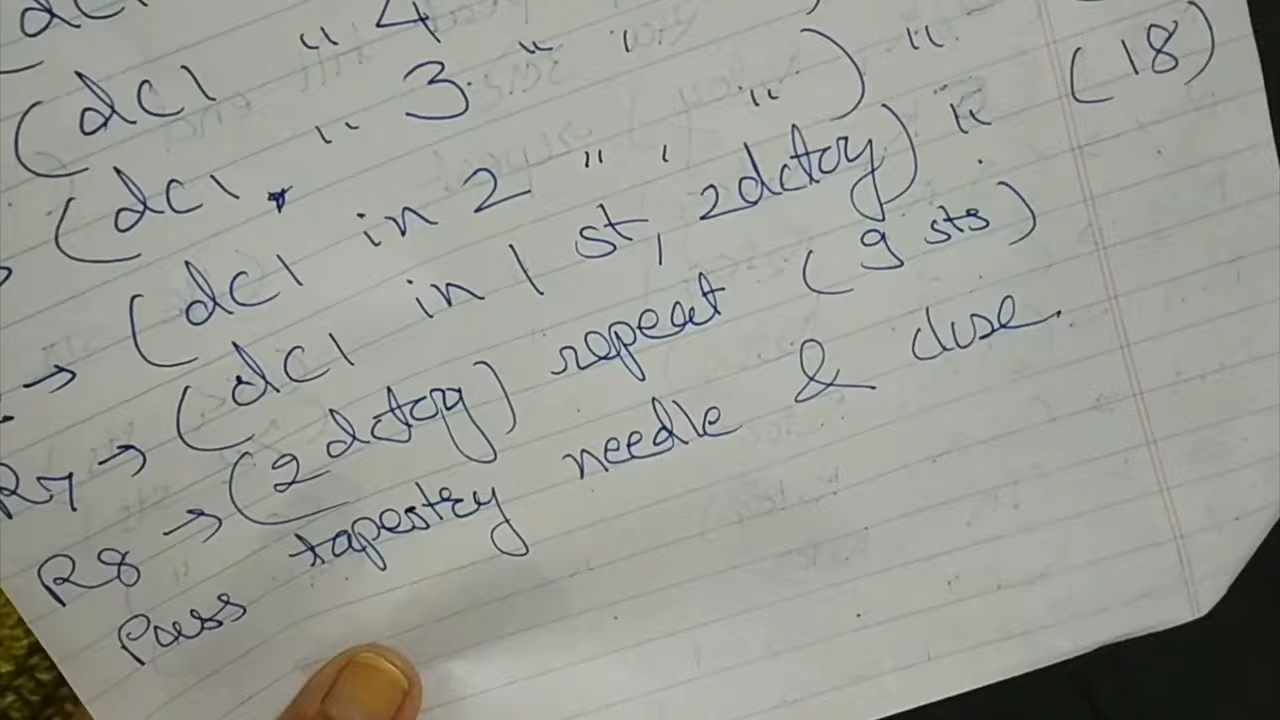 dc1
(dc1 " 4
(dc1 " 3 " '
→ (dc1 in 2 " ' ") "
R7 → (dc1 in 1 st, 2dctog) " (18)
R8 → (2dctog) repeat (9 sts)
Pass tapestry needle & close.